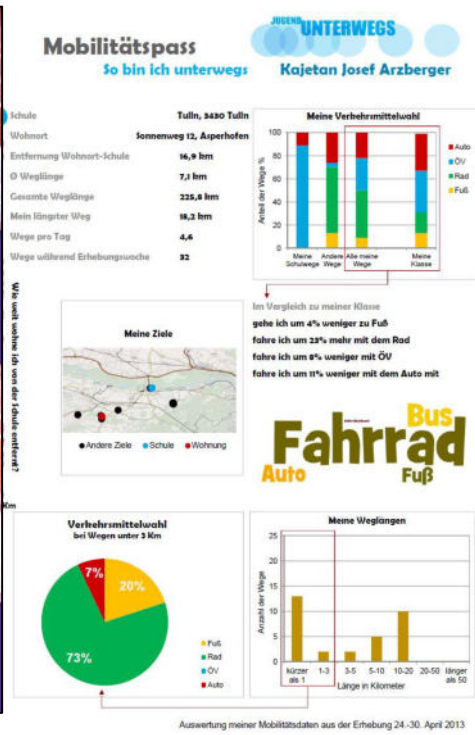 JUGEND UNTERWEGS
Mobilitätspass
So bin ich unterwegs
Kajetan Josef Arzberger
Schule Tulln, 3430 Tulln
Wohnort Sonnenweg 12, Asperhofen
Entfernung Wohnort-Schule 16,9 km
Ø Weglänge 7,1 km
Gesamte Weglänge 225,8 km
Mein längster Weg 18,2 km
Wege pro Tag 4,6
Wege während Erhebungswoche 32
Meine Verkehrsmittelwahl
Anteil der Wege %
100
80
60
40
20
0
Meine Schulwege
Andere Wege
Alle meine Wege
Meine Klasse
Auto
ÖV
Rad
Fuß
Wie weit wohne ich von der Schule entfernt?
Km
Meine Ziele
Andere Ziele Schule Wohnung
Im Vergleich zu meiner Klasse
gehe ich um 4% weniger zu Fuß
fahre ich um 23% mehr mit dem Rad
fahre ich um 8% weniger mit ÖV
fahre ich um 11% weniger mit dem Auto mit
Bus
Fahrrad
Auto
Fuß
Verkehrsmittelwahl
bei Wegen unter 3 Km
7%
20%
73%
Fuß
Rad
ÖV
Auto
Meine Weglängen
Anzahl der Wege
25
20
15
10
5
0
kürzer als 1
1-3
3-5
5-10
10-20
20-50
länger als 50
Länge in Kilometer
Auswertung meiner Mobilitätsdaten aus der Erhebung 24.-30. April 2013